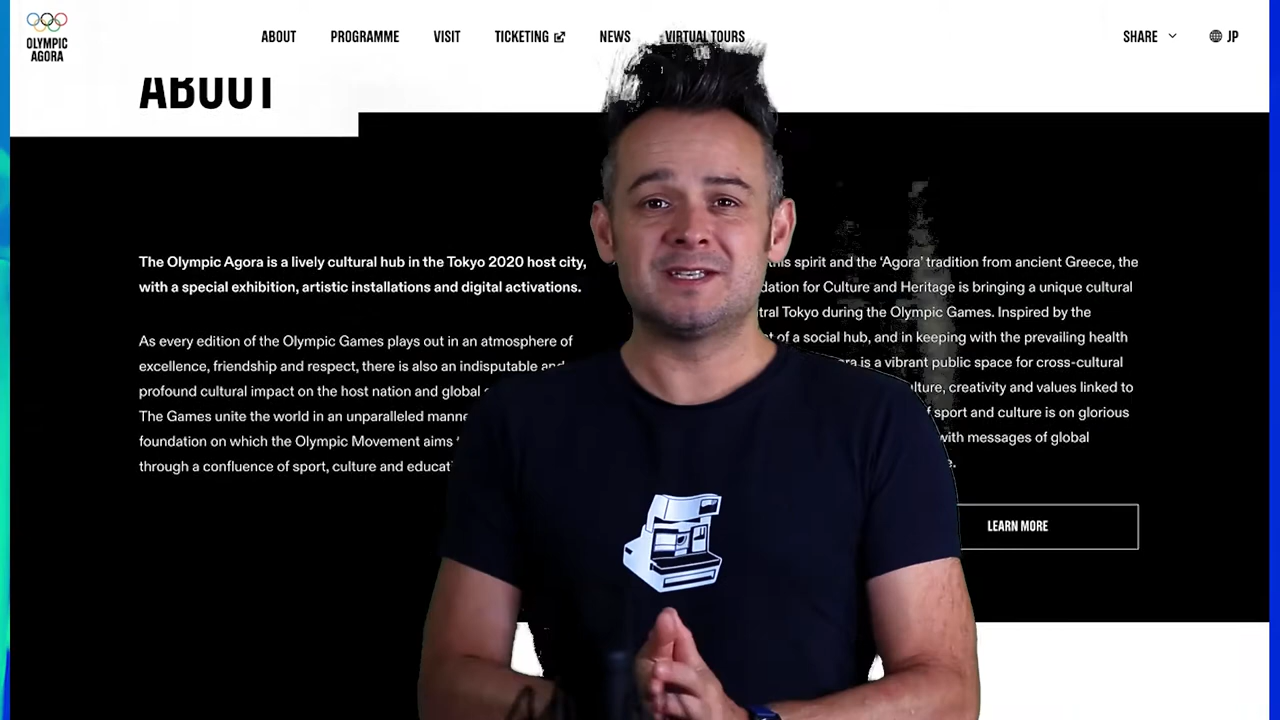 OLYMPIC
AGORA
ABOUT PROGRAMME VISIT TICKETING NEWS VIRTUAL TOURS SHARE JP
ABOUT
The Olympic Agora is a lively cultural hub in the Tokyo 2020 host city,
with a special exhibition, artistic installations and digital activations.
As every edition of the Olympic Games plays out in an atmosphere of
excellence, friendship and respect, there is also an indisputable and
profound cultural impact on the host nation and global
The Games unite the world in an unparalleled manne
foundation on which the Olympic Movement aims
through a confluence of sport, culture and educati
this spirit and the ‘Agora’ tradition from ancient Greece, the
dation for Culture and Heritage is bringing a unique cultural
tral Tokyo during the Olympic Games. Inspired by the
of a social hub, and in keeping with the prevailing health
ra is a vibrant public space for cross-cultural
ulture, creativity and values linked to
f sport and culture is on glorious
with messages of global
LEARN MORE